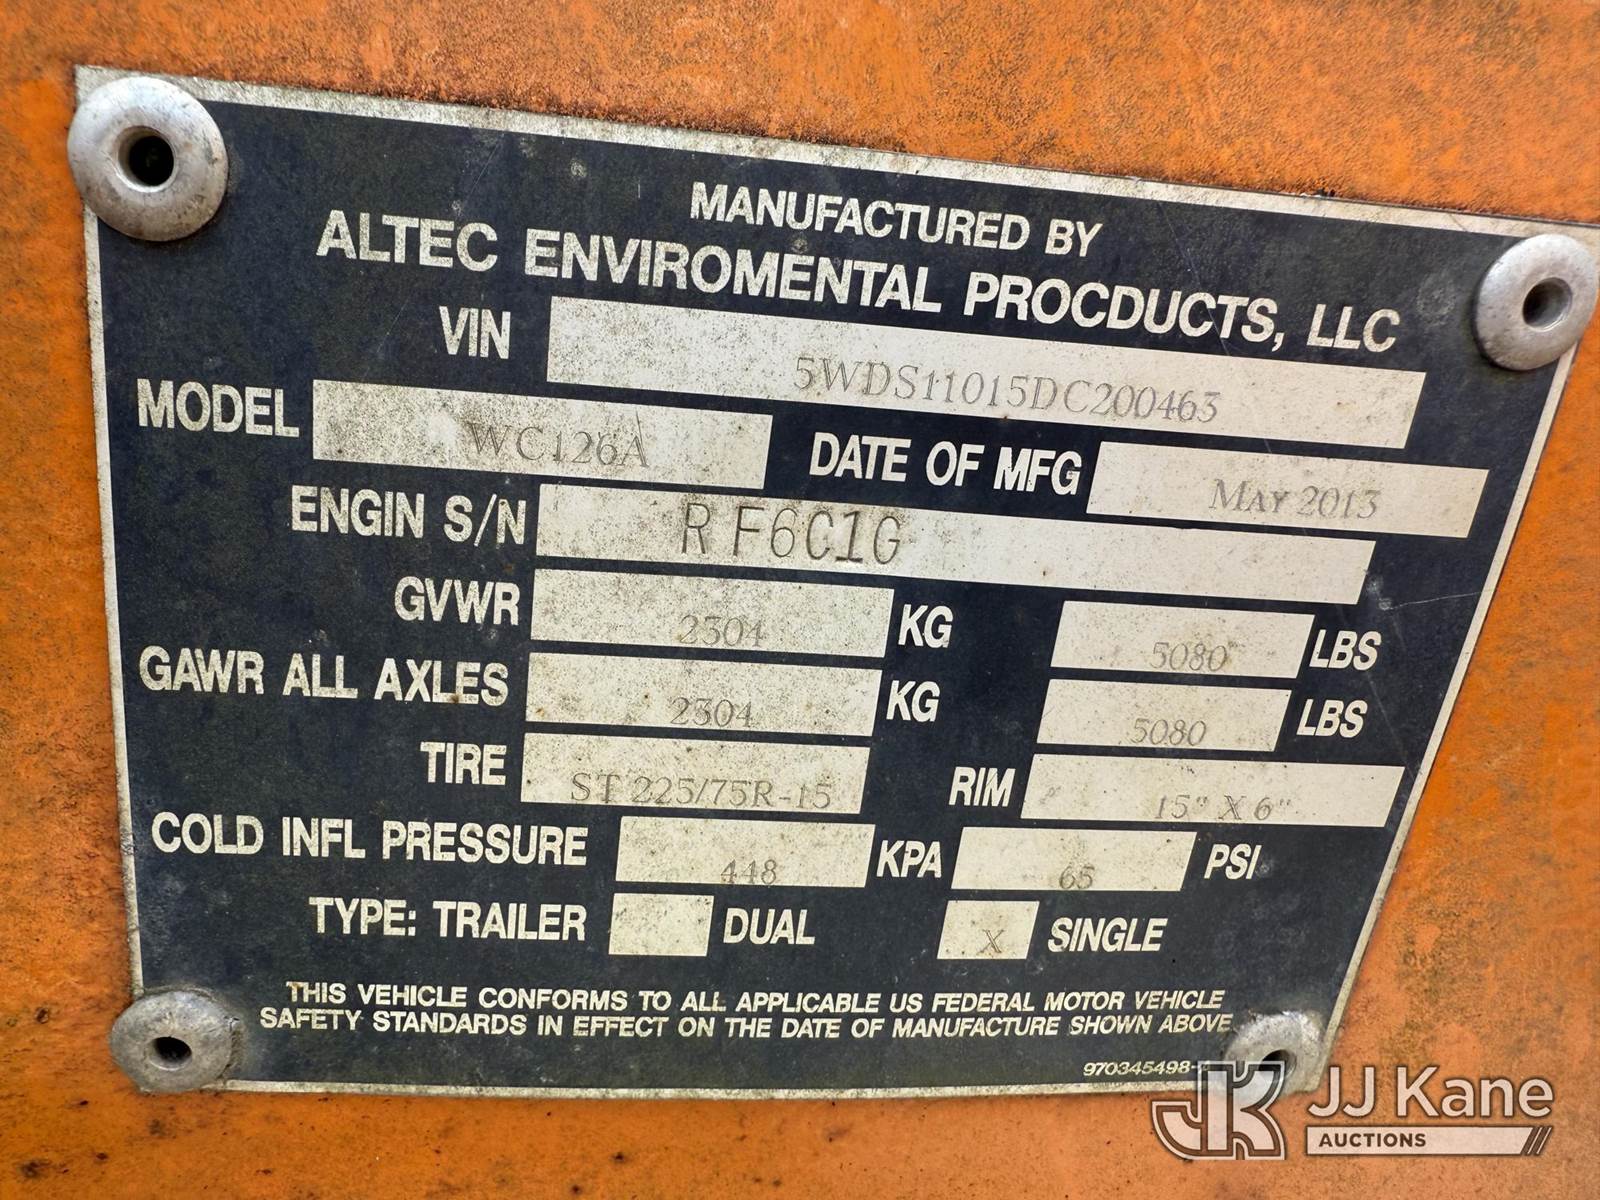 MANUFACTURED BY
ALTEC ENVIROMENTAL PROCDUCTS, LLC
VIN 5WDS11015DC200463
MODEL WC126A DATE OF MFG MAY 2013
ENGIN S/N RF6C1G
GVWR 2304 KG 5080 LBS
GAWR ALL AXLES 2304 KG 5080 LBS
TIRE ST 225/75R-15 RIM 15" X 6"
COLD INFL PRESSURE 448 KPA 65 PSI
TYPE: TRAILER DUAL X SINGLE
THIS VEHICLE CONFORMS TO ALL APPLICABLE US FEDERAL MOTOR VEHICLE
SAFETY STANDARDS IN EFFECT ON THE DATE OF MANUFACTURE SHOWN ABOVE
970345498-
JK JJ Kane
AUCTIONS